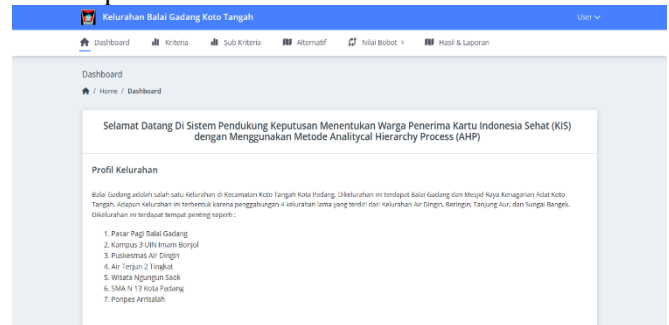 Kelurahan Balai Gadang Koto Tangah
User
Dashboard Kriteria Sub Kriteria Alternatif Nilai Bobot > Hasil & Laporan
Dashboard
/ Home / Dashboard
Selamat Datang Di Sistem Pendukung Keputusan Menentukan Warga Penerima Kartu Indonesia Sehat (KIS)
dengan Menggunakan Metode Analitycal Hierarchy Process (AHP)
Profil Kelurahan
Balai Gadang adalah salah satu Kelurahan di Kecamatan Koto Tangah Kota Padang. Dikelurahan ini terdapat Balai Gadang dan Mesjid Raya Kenagarian Adat Koto
Tangah. Adapun Kelurahan ini terbentuk karena penggabungan 4 kelurahan lama yang terdiri dari Kelurahan Air Dingin, Beringin, Tanjung Aur, dan Sungai Bangek.
Dikelurahan ini terdapat tempat penting seperti :
1. Pasar Pagi Balai Gadang
2. Kampus 3 UIN Imam Bonjol
3. Puskesmas Air Dingin
4. Air Terjun 2 Tingkat
5. Wisata Ngungun Saok
6. SMA N 13 Kota Padang
7. Ponpes Arrisalah